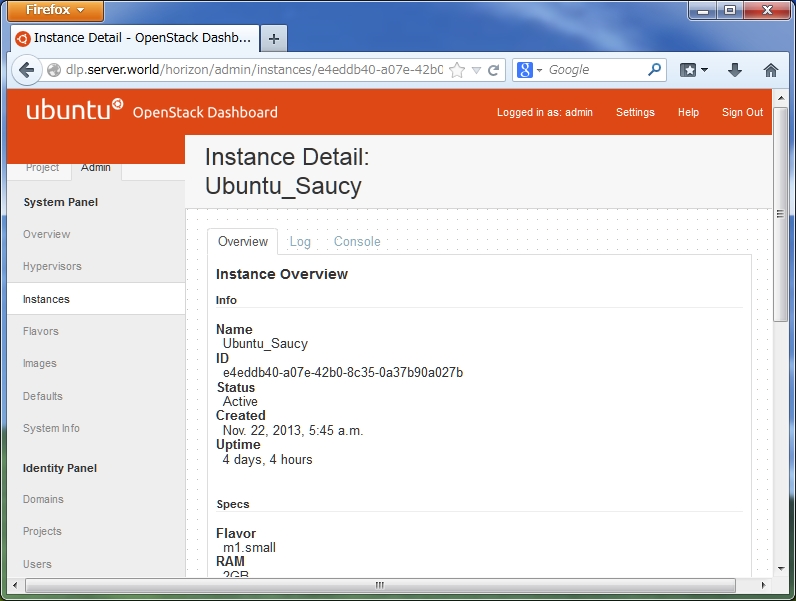 Firefox
Instance Detail - OpenStack Dashb...
dlp.server.world/horizon/admin/instances/e4eddb40-a07e-42b0
Google
ubuntu OpenStack Dashboard
Logged in as: admin Settings Help Sign Out
Project Admin
System Panel
Overview
Hypervisors
Instances
Flavors
Images
Defaults
System Info
Identity Panel
Domains
Projects
Users
Instance Detail:
Ubuntu_Saucy
Overview Log Console
Instance Overview
Info
Name
Ubuntu_Saucy
ID
e4eddb40-a07e-42b0-8c35-0a37b90a027b
Status
Active
Created
Nov. 22, 2013, 5:45 a.m.
Uptime
4 days, 4 hours
Specs
Flavor
m1.small
RAM
2GB